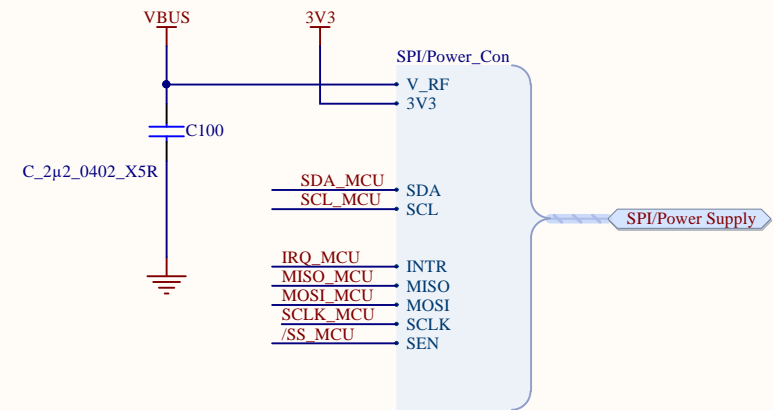 VBUS
3V3
SPI/Power_Con
V_RF
3V3
C100
C_2µ2_0402_X5R
SDA_MCU
SDA
SCL_MCU
SCL
SPI/Power Supply
IRQ_MCU
INTR
MISO_MCU
MISO
MOSI_MCU
MOSI
SCLK_MCU
SCLK
/SS_MCU
SEN